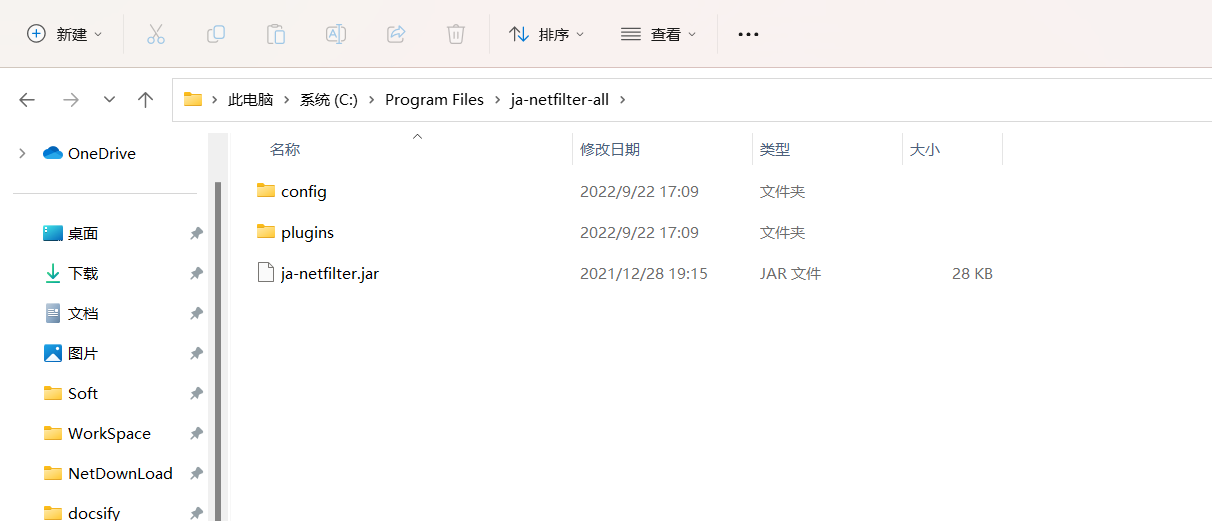 新建 排序 查看
此电脑 系统 (C:) Program Files ja-netfilter-all
OneDrive
名称 修改日期 类型 大小
config 2022/9/22 17:09 文件夹
plugins 2022/9/22 17:09 文件夹
ja-netfilter.jar 2021/12/28 19:15 JAR 文件 28 KB
桌面
下载
文档
图片
Soft
WorkSpace
NetDownLoad
docsify